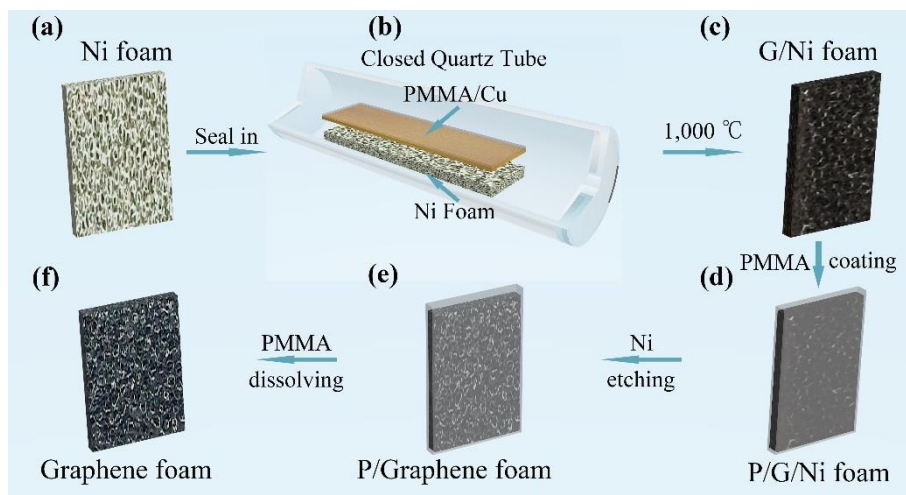 (a)
Ni foam
Seal in
(b)
Closed Quartz Tube
PMMA/Cu
Ni Foam
1,000 ℃
(c)
G/Ni foam
PMMA coating
(d)
P/G/Ni foam
Ni
etching
(e)
P/Graphene foam
PMMA
dissolving
(f)
Graphene foam